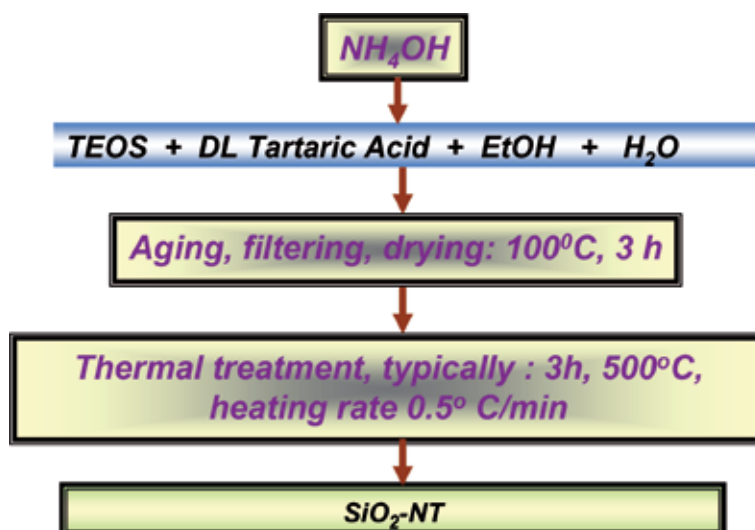 NH₄OH
TEOS + DL Tartaric Acid + EtOH + H₂O
Aging, filtering, drying: 100⁰C, 3 h
Thermal treatment, typically : 3h, 500ºC,
heating rate 0.5º C/min
SiO₂-NT